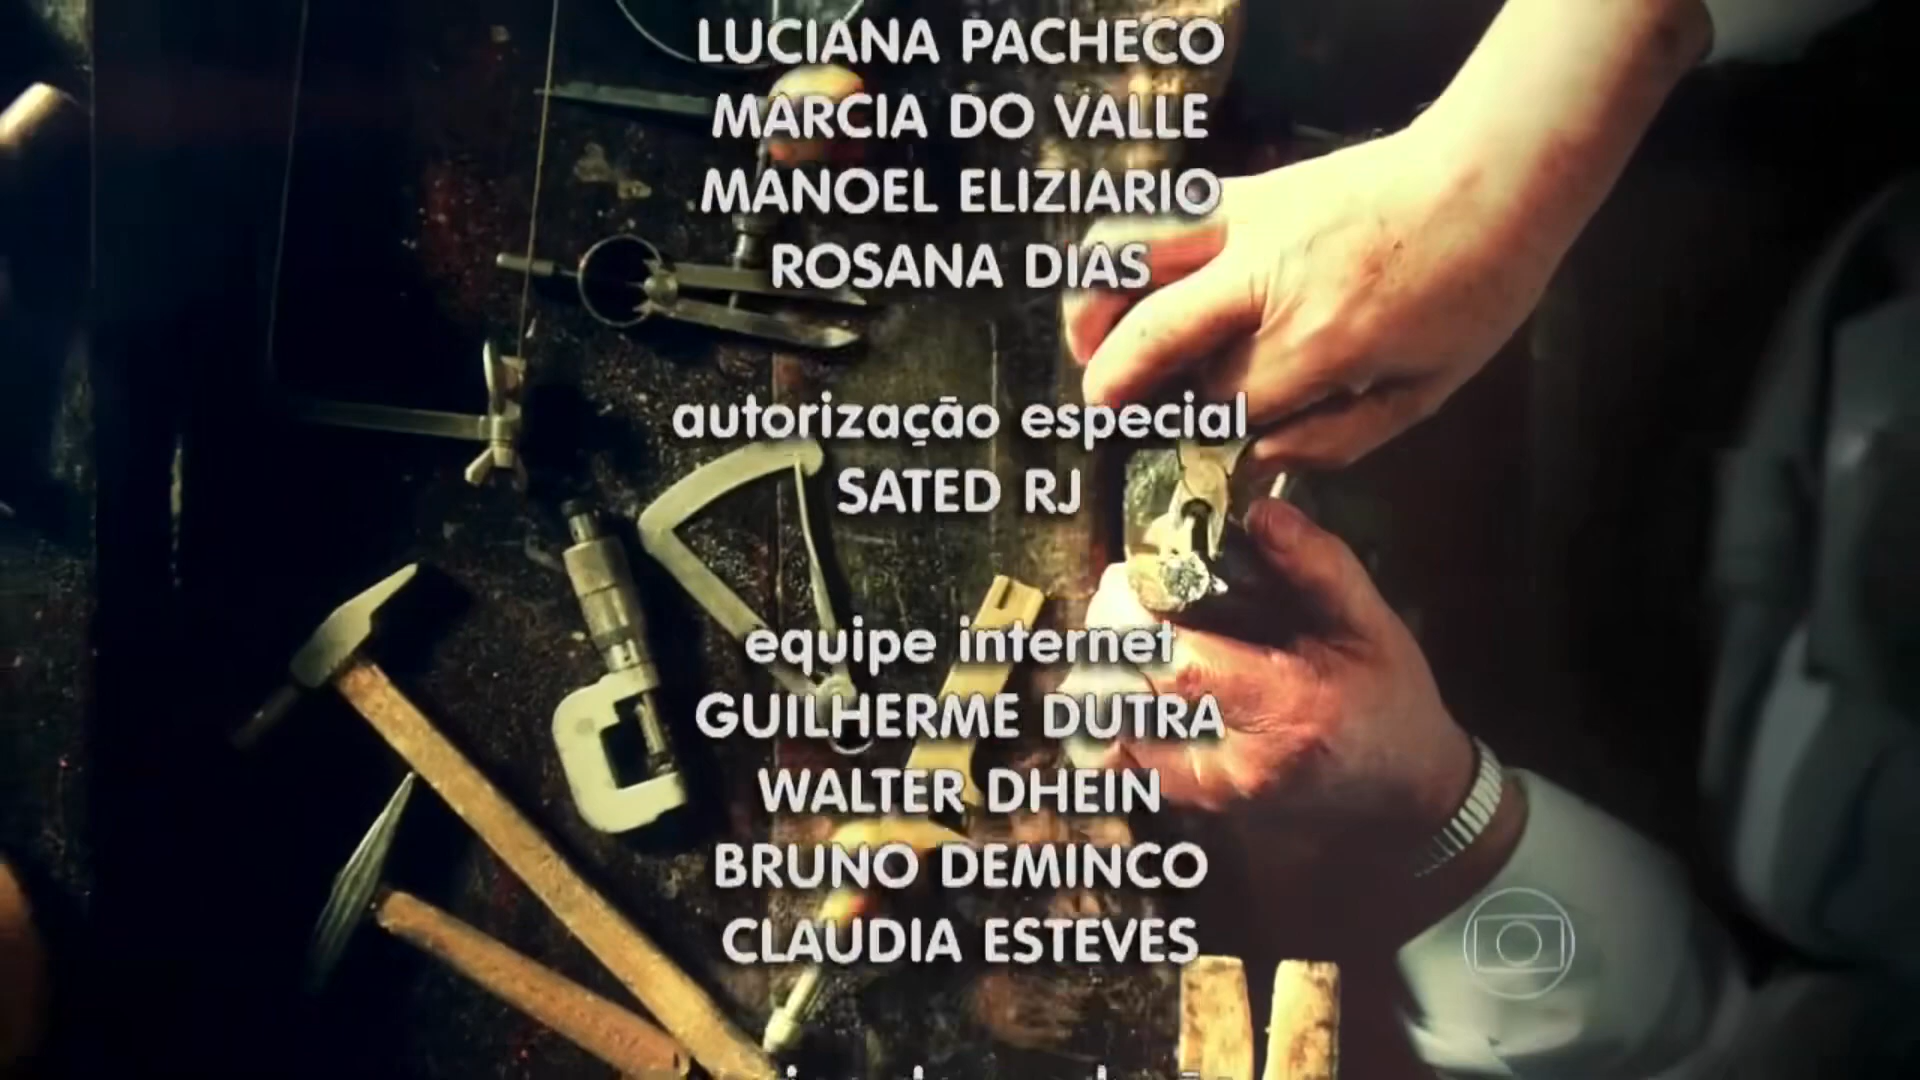 LUCIANA PACHECO
MARCIA DO VALLE
MANOEL ELIZIARIO
ROSANA DIAS
autorização especial
SATED RJ
equipe internet
GUILHERME DUTRA
WALTER DHEIN
BRUNO DEMINCO
CLAUDIA ESTEVES